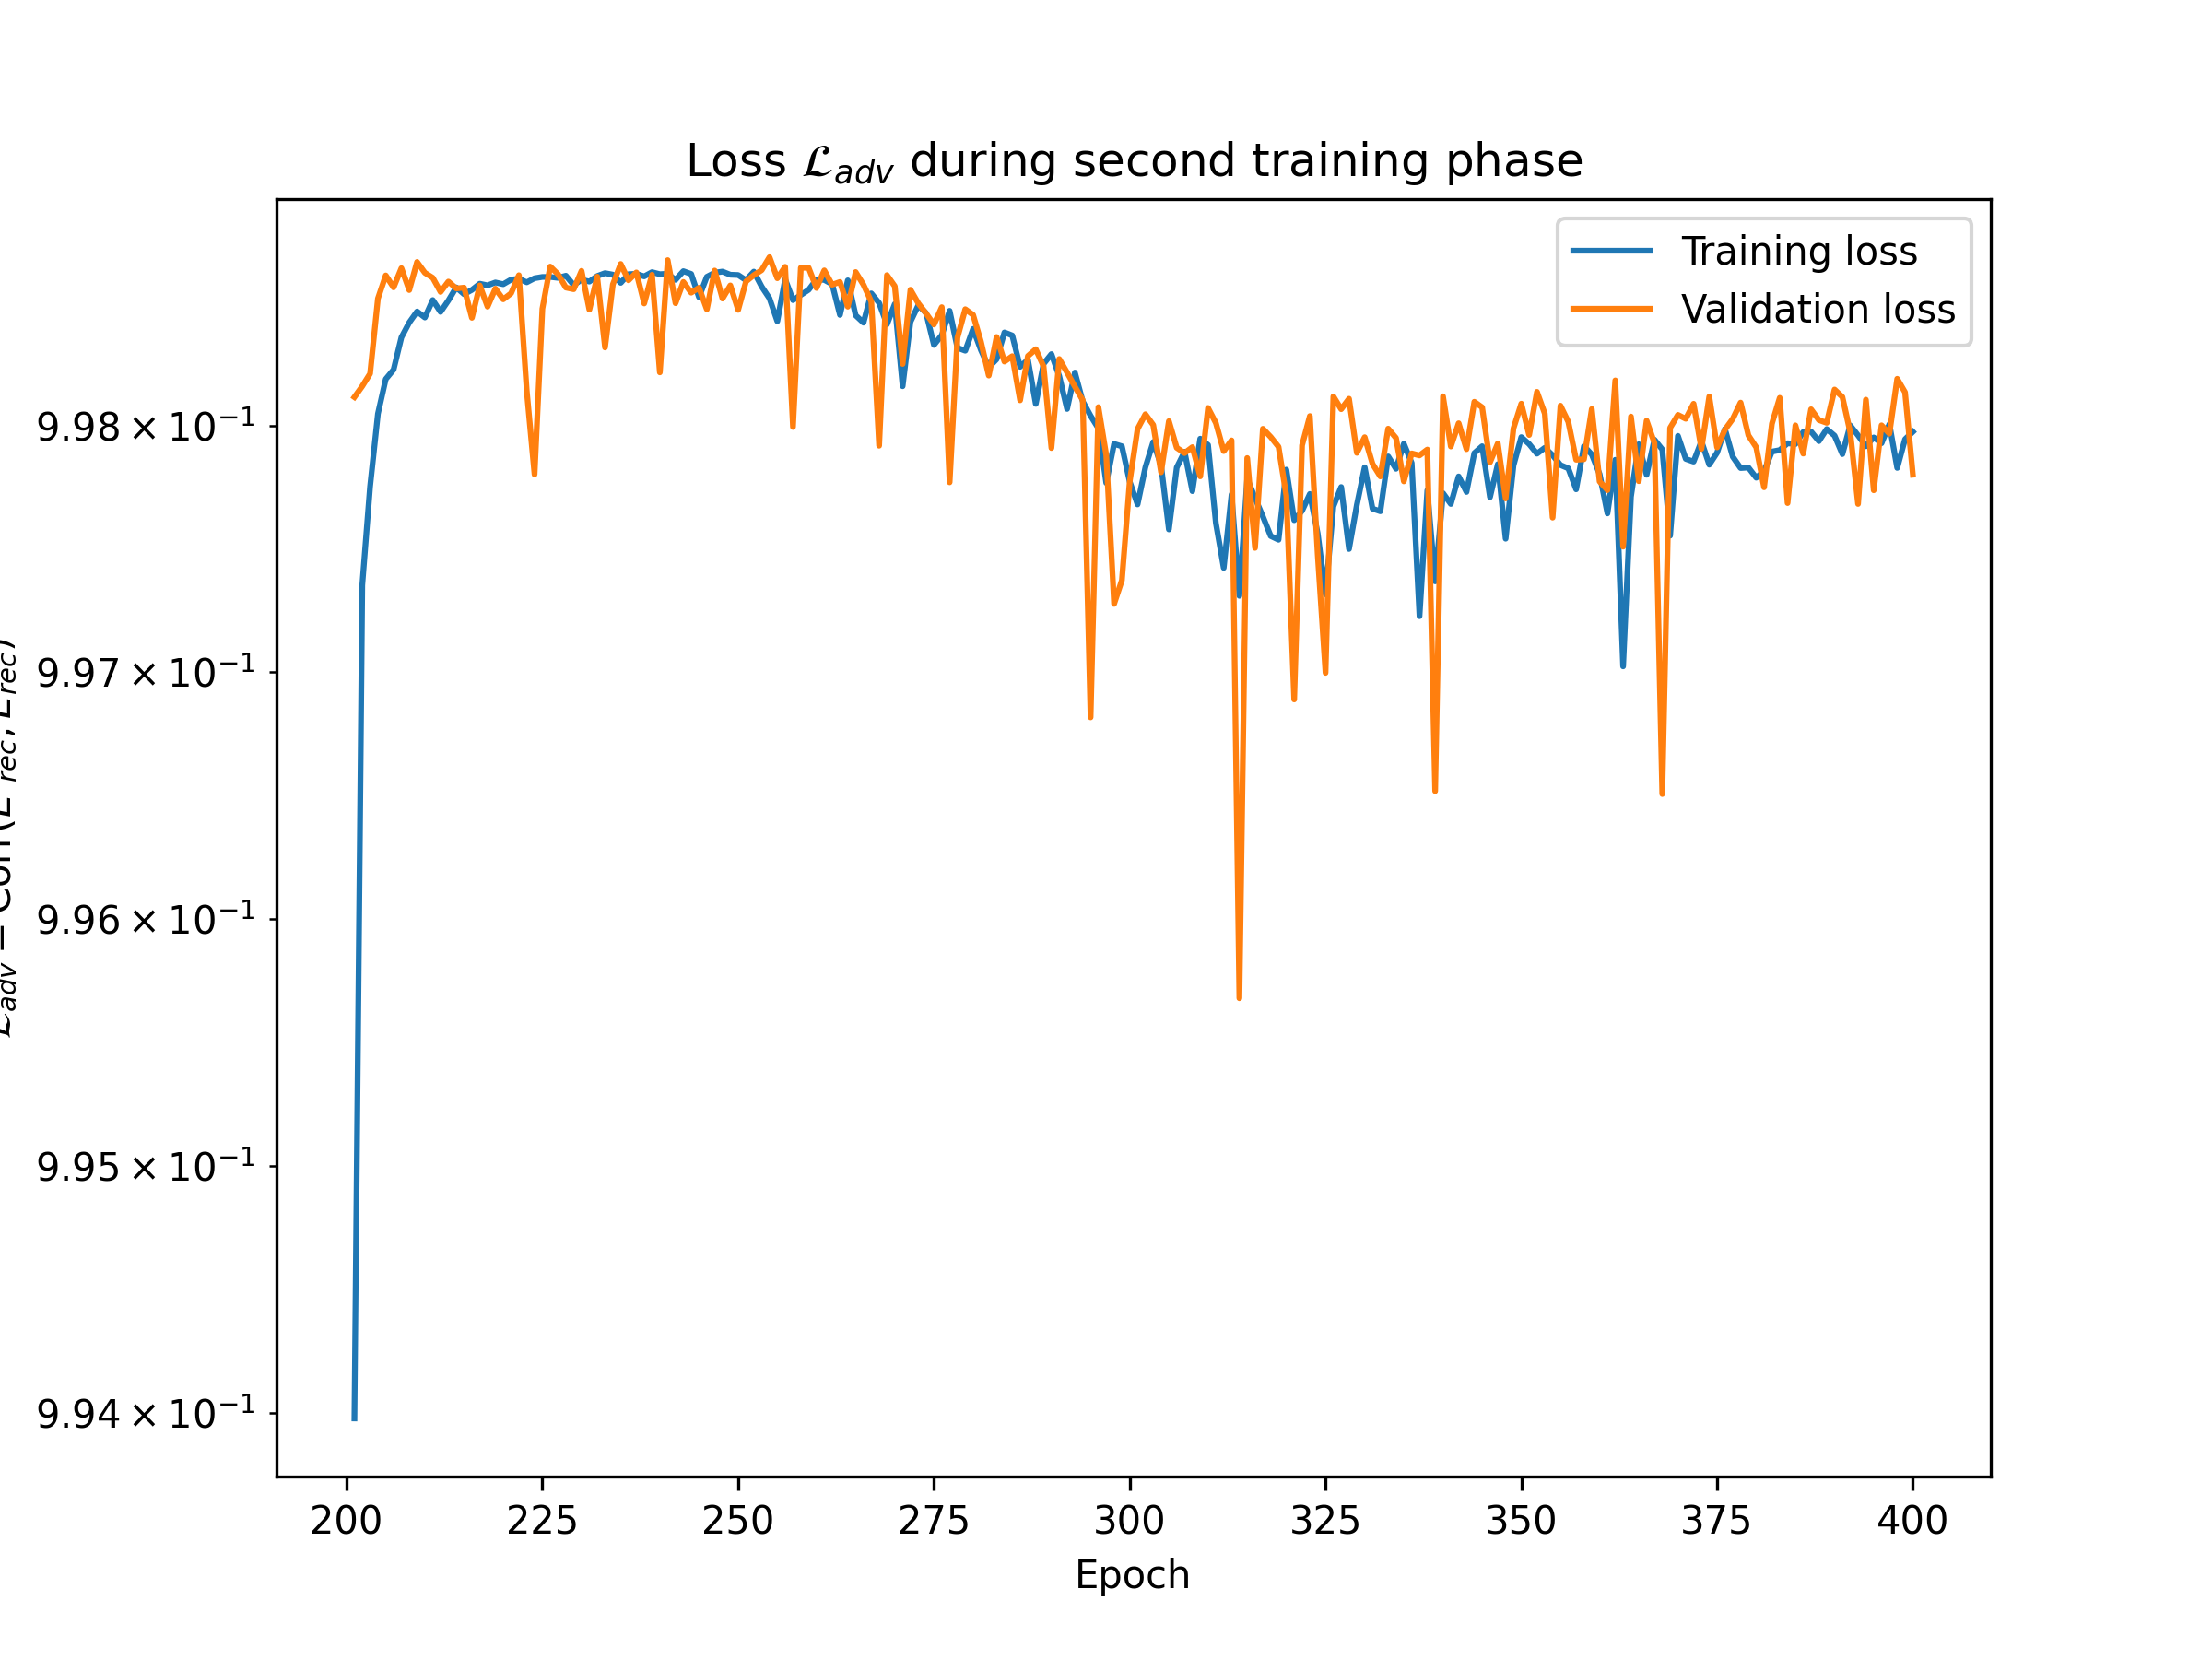 Loss ℒ_adv during second training phase
Training loss
Validation loss
9.98 × 10⁻¹
9.97 × 10⁻¹
9.96 × 10⁻¹
9.95 × 10⁻¹
9.94 × 10⁻¹
200 225 250 275 300 325 350 375 400
Epoch